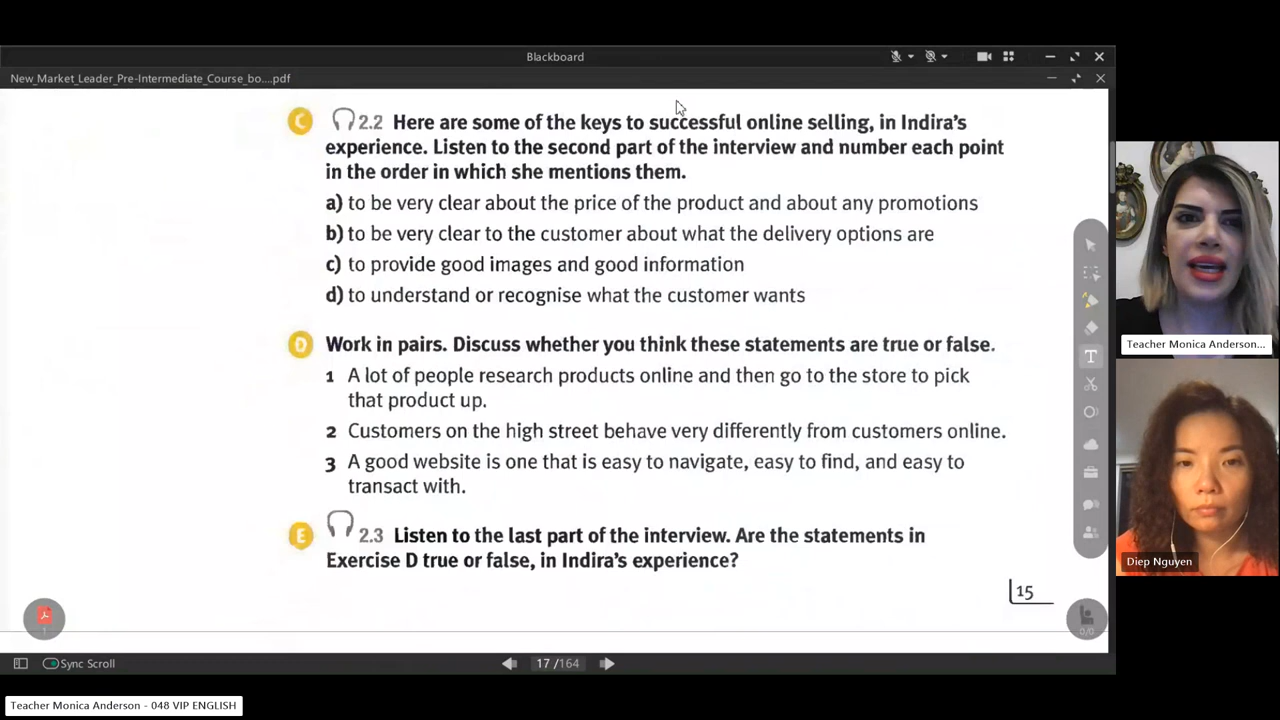 Blackboard
New_Market_Leader_Pre-Intermediate_Course_bo....pdf
C 2.2 Here are some of the keys to successful online selling, in Indira's
experience. Listen to the second part of the interview and number each point
in the order in which she mentions them.
a) to be very clear about the price of the product and about any promotions
b) to be very clear to the customer about what the delivery options are
c) to provide good images and good information
d) to understand or recognise what the customer wants
D Work in pairs. Discuss whether you think these statements are true or false.
1 A lot of people research products online and then go to the store to pick
that product up.
2 Customers on the high street behave very differently from customers online.
3 A good website is one that is easy to navigate, easy to find, and easy to
transact with.
E 2.3 Listen to the last part of the interview. Are the statements in
Exercise D true or false, in Indira's experience?
15
0/0
T
Teacher Monica Anderson...
Diep Nguyen
Sync Scroll
17 /164
Teacher Monica Anderson - 048 VIP ENGLISH